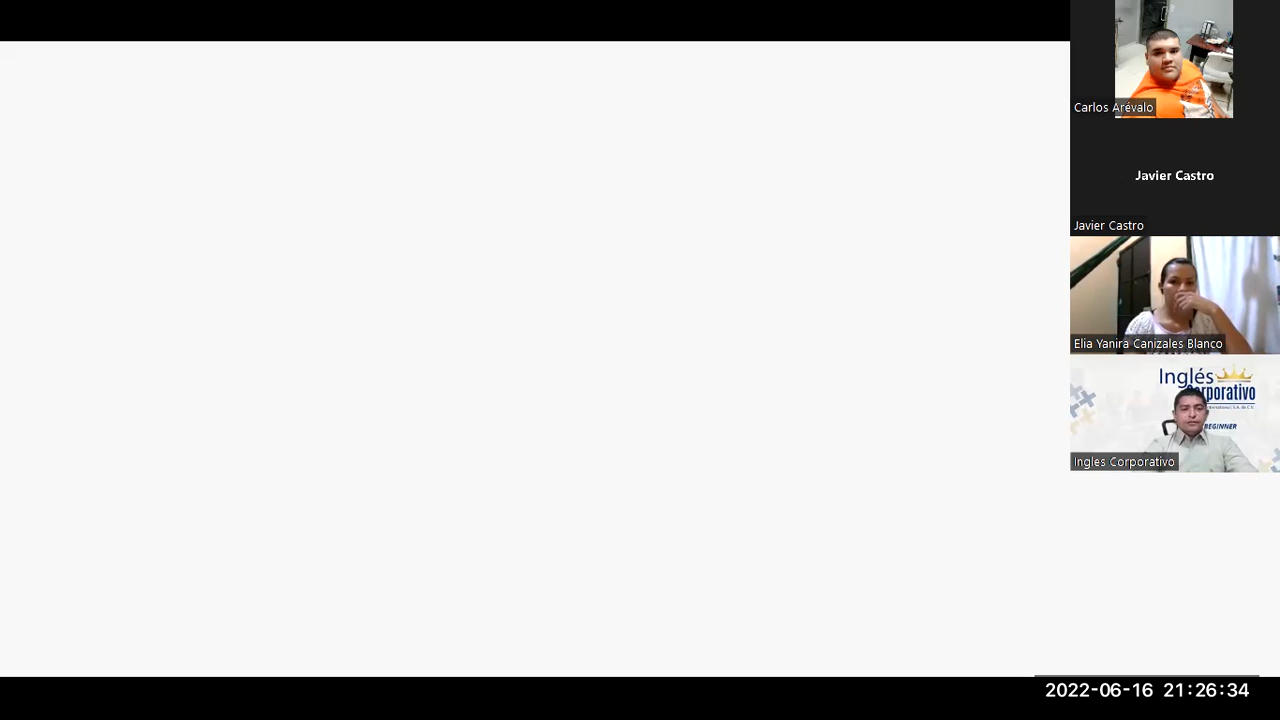 Carlos Arévalo
Javier Castro
Javier Castro
Elia Yanira Canizales Blanco
Inglés
Corporativo
BEGINNER
Ingles Corporativo
2022-06-16 21:26:34